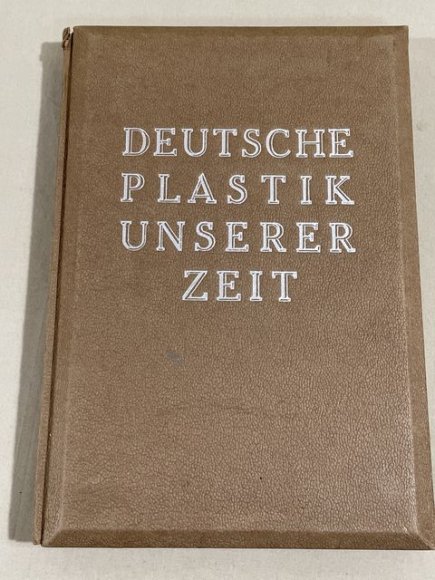 DEUTSCHE
PLASTIK
UNSERER
ZEIT